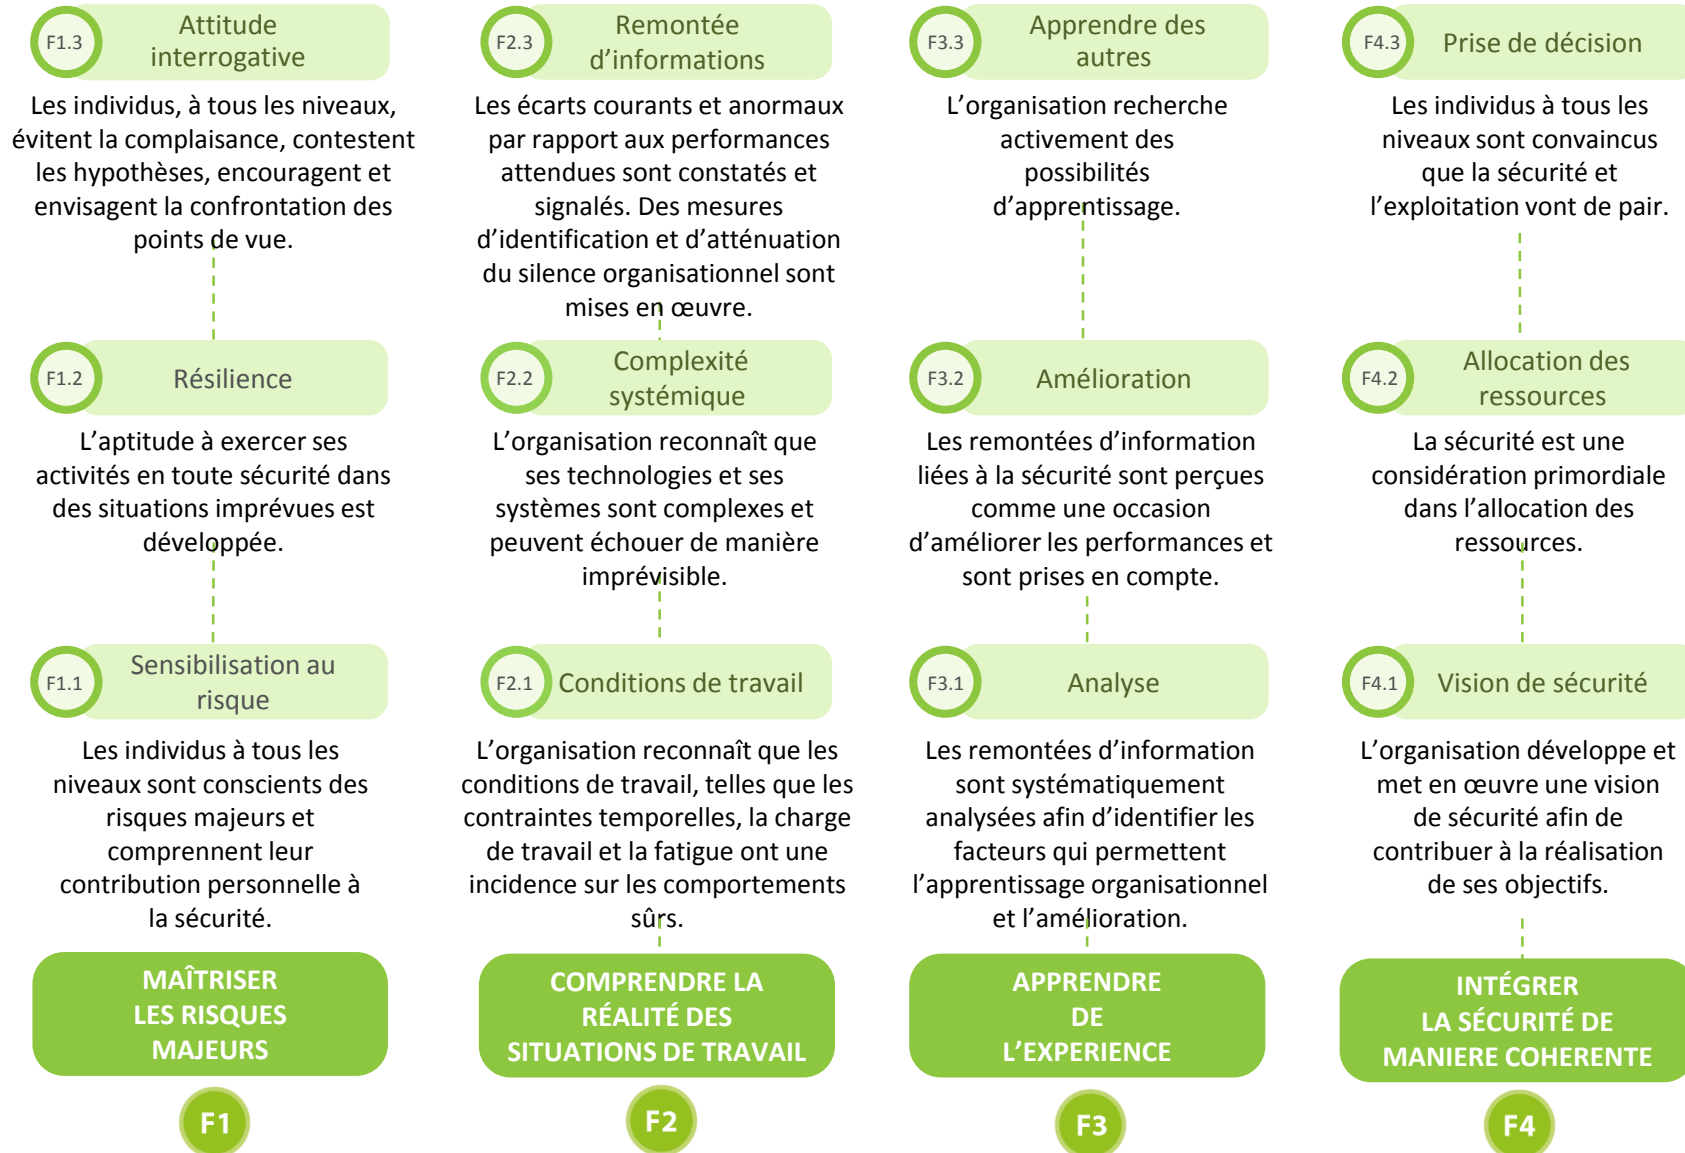 F1.3
Attitude
interrogative
Les individus, à tous les niveaux,
évitent la complaisance, contestent
les hypothèses, encouragent et
envisagent la confrontation des
points de vue.
F1.2
Résilience
L’aptitude à exercer ses
activités en toute sécurité dans
des situations imprévues est
développée.
F1.1
Sensibilisation au
risque
Les individus à tous les
niveaux sont conscients des
risques majeurs et
comprennent leur
contribution personnelle à
la sécurité.
MAÎTRISER
LES RISQUES
MAJEURS
F1
F2.3
Remontée
d’informations
Les écarts courants et anormaux
par rapport aux performances
attendues sont constatés et
signalés. Des mesures
d’identification et d’atténuation
du silence organisationnel sont
mises en œuvre.
F2.2
Complexité
systémique
L’organisation reconnaît que
ses technologies et ses
systèmes sont complexes et
peuvent échouer de manière
imprévisible.
F2.1
Conditions de travail
L’organisation reconnaît que les
conditions de travail, telles que les
contraintes temporelles, la charge
de travail et la fatigue ont une
incidence sur les comportements
sûrs.
COMPRENDRE LA
RÉALITÉ DES
SITUATIONS DE TRAVAIL
F2
F3.3
Apprendre des
autres
L’organisation recherche
activement des
possibilités
d’apprentissage.
F3.2
Amélioration
Les remontées d’information
liées à la sécurité sont perçues
comme une occasion
d’améliorer les performances et
sont prises en compte.
F3.1
Analyse
Les remontées d’information
sont systématiquement
analysées afin d’identifier les
facteurs qui permettent
l’apprentissage organisationnel
et l’amélioration.
APPRENDRE
DE
L’EXPERIENCE
F3
F4.3
Prise de décision
Les individus à tous les
niveaux sont convaincus
que la sécurité et
l’exploitation vont de pair.
F4.2
Allocation des
ressources
La sécurité est une
considération primordiale
dans l’allocation des
ressources.
F4.1
Vision de sécurité
L’organisation développe et
met en œuvre une vision
de sécurité afin de
contribuer à la réalisation
de ses objectifs.
INTÉGRER
LA SÉCURITÉ DE
MANIERE COHERENTE
F4